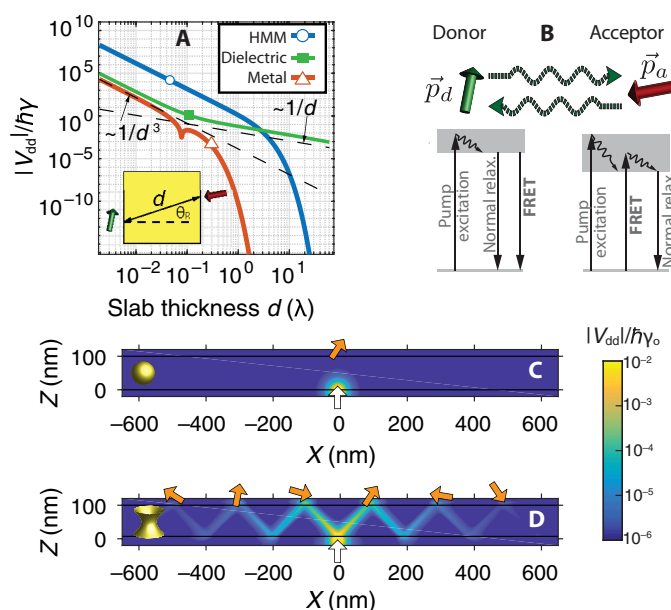 A
HMM
Dielectric
Metal
|V_dd|/ℏγ
10^10
10^5
10^0
10^−5
10^−10
~1/d^3
~1/d
d
θ_R
10^−2
10^−1
10^0
10^1
Slab thickness d (λ)
Donor
B
Acceptor
p⃗_d
p⃗_a
Pump
excitation
Normal relax.
FRET
Pump
excitation
FRET
Normal relax.
C
Z (nm)
100
0
−600 −400 −200 0 200 400 600
X (nm)
D
Z (nm)
100
0
−600 −400 −200 0 200 400 600
X (nm)
|V_dd|/ℏγ_o
10^−2
10^−3
10^−4
10^−5
10^−6